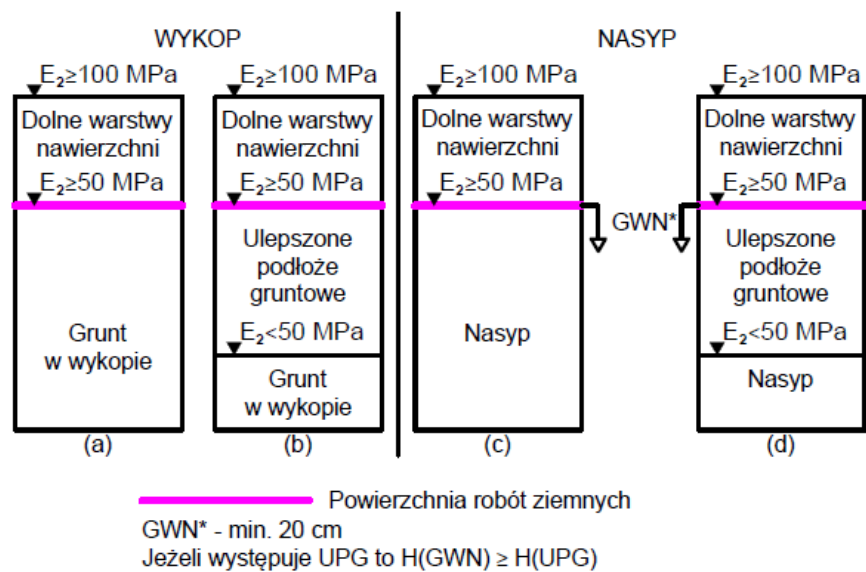 WYKOP
NASYP
E₂≥100 MPa
E₂≥100 MPa
E₂≥100 MPa
E₂≥100 MPa
Dolne warstwy
nawierzchni
Dolne warstwy
nawierzchni
Dolne warstwy
nawierzchni
Dolne warstwy
nawierzchni
E₂≥50 MPa
E₂≥50 MPa
E₂≥50 MPa
E₂≥50 MPa
GWN*
Grunt
w wykopie
Ulepszone
podłoże
gruntowe
Nasyp
Ulepszone
podłoże
gruntowe
E₂<50 MPa
E₂<50 MPa
Grunt
w wykopie
Nasyp
(a)
(b)
(c)
(d)
Powierzchnia robót ziemnych
GWN* - min. 20 cm
Jeżeli występuje UPG to H(GWN) ≥ H(UPG)